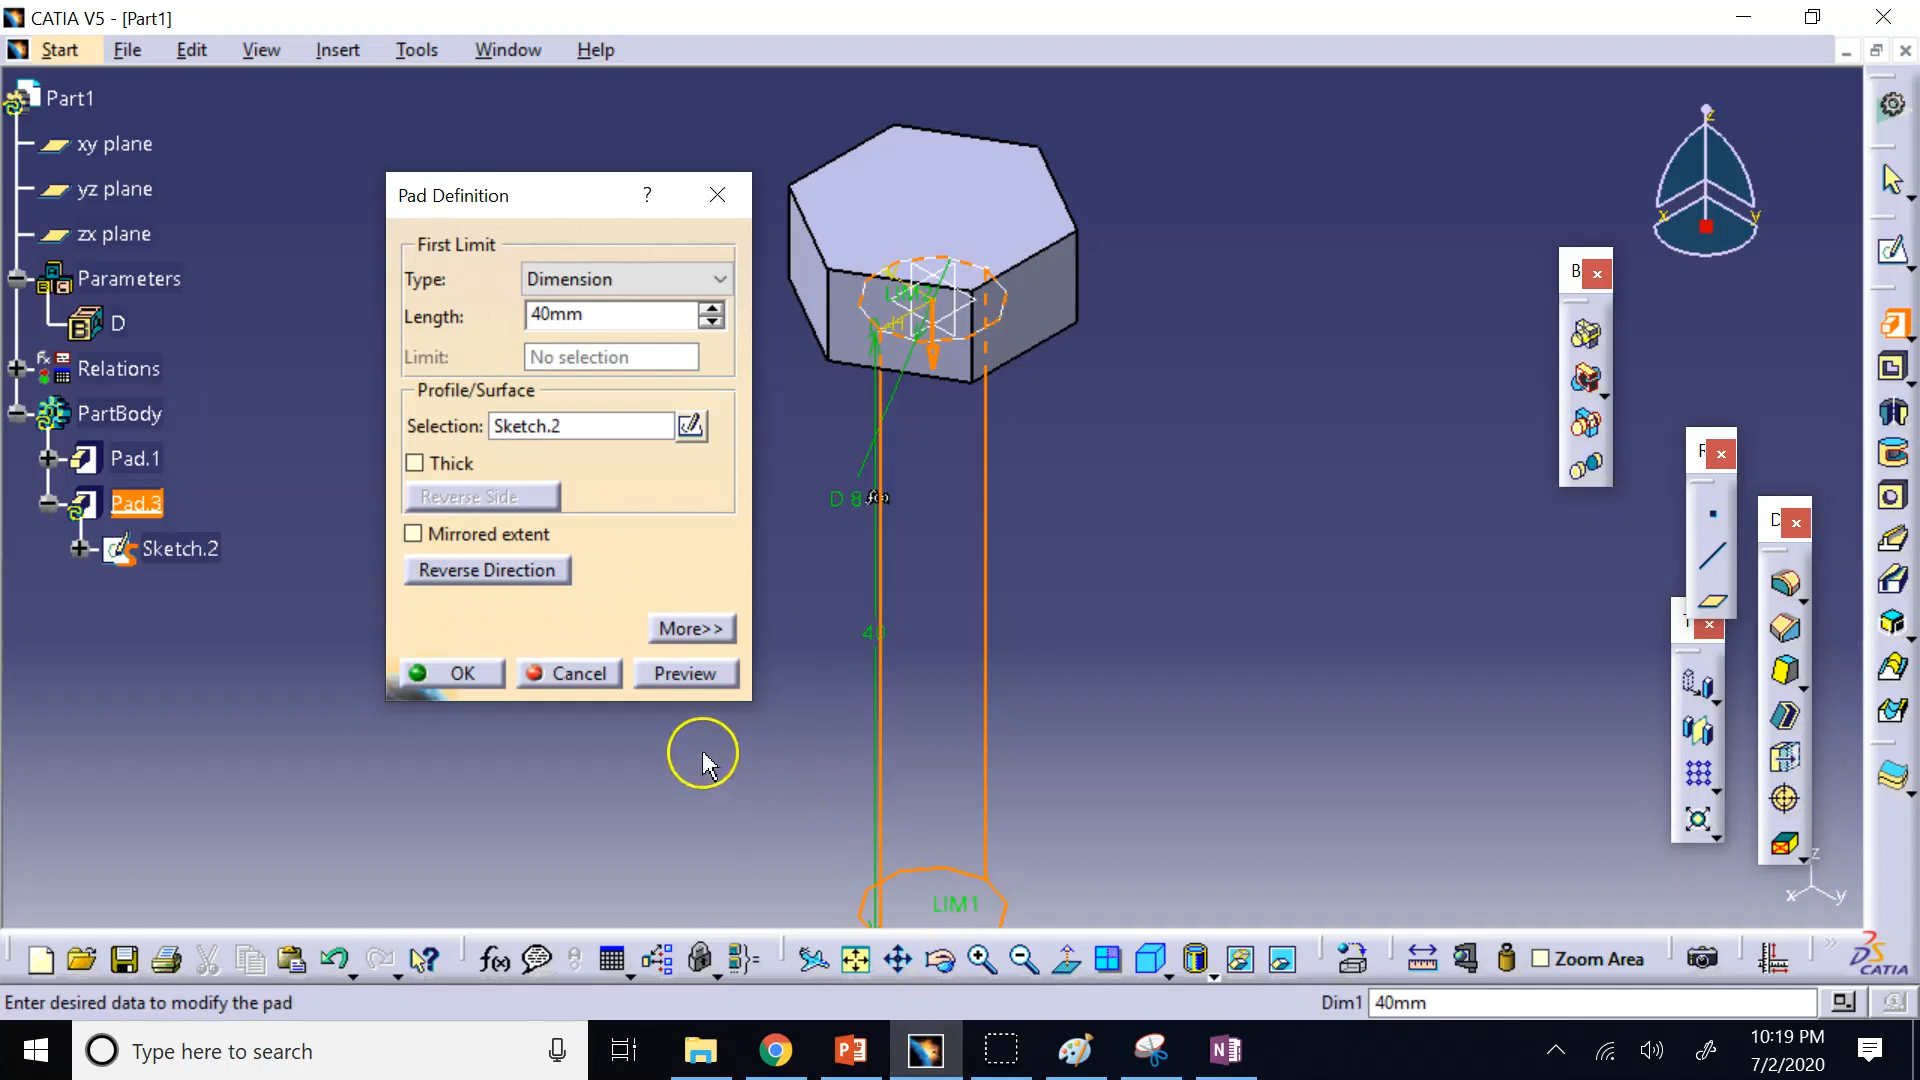 CATIA V5 - [Part1]
Start File Edit View Insert Tools Window Help
Part1
xy plane
yz plane
zx plane
Parameters
D
Relations
PartBody
Pad.1
Pad.3
Sketch.2
Pad Definition ?
First Limit
Type: Dimension
Length: 40mm
Limit: No selection
Profile/Surface
Selection: Sketch.2
Thick
Reverse Side
Mirrored extent
Reverse Direction
More>>
OK Cancel Preview
LIM2
H
D 8 f(x)
40
LIM1
z
x y
B
D
z
x y
f(x)
Zoom Area
CATIA
Enter desired data to modify the pad
Dim1 40mm
Type here to search
10:19 PM
7/2/2020